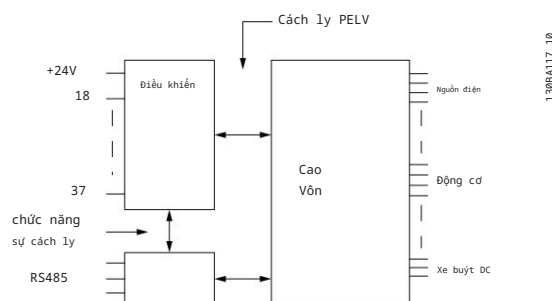 Cách ly PELV
+24V
Điều khiển
18
Nguồn điện
Cao
Vôn
37
Động cơ
chức năng
sự cách ly
RS485
Xe buýt DC
130BA117.10